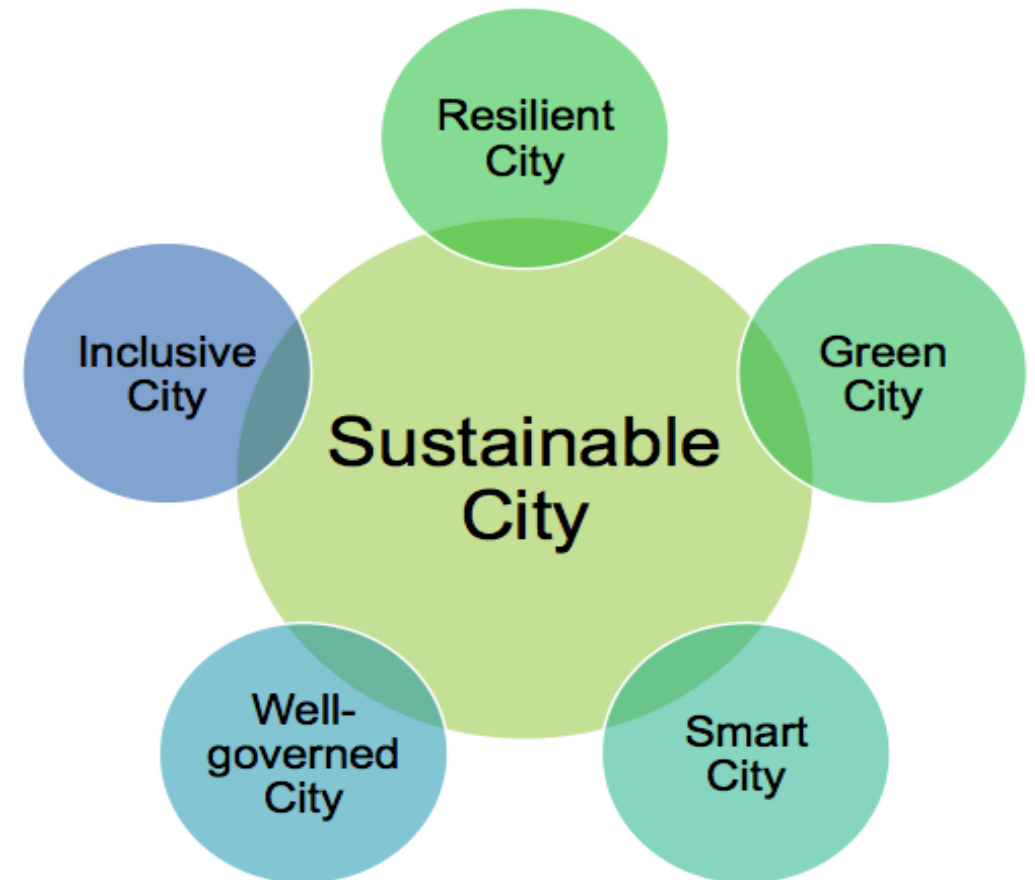 Resilient
City
Inclusive
City
Green
City
Sustainable
City
Well-
governed
City
Smart
City